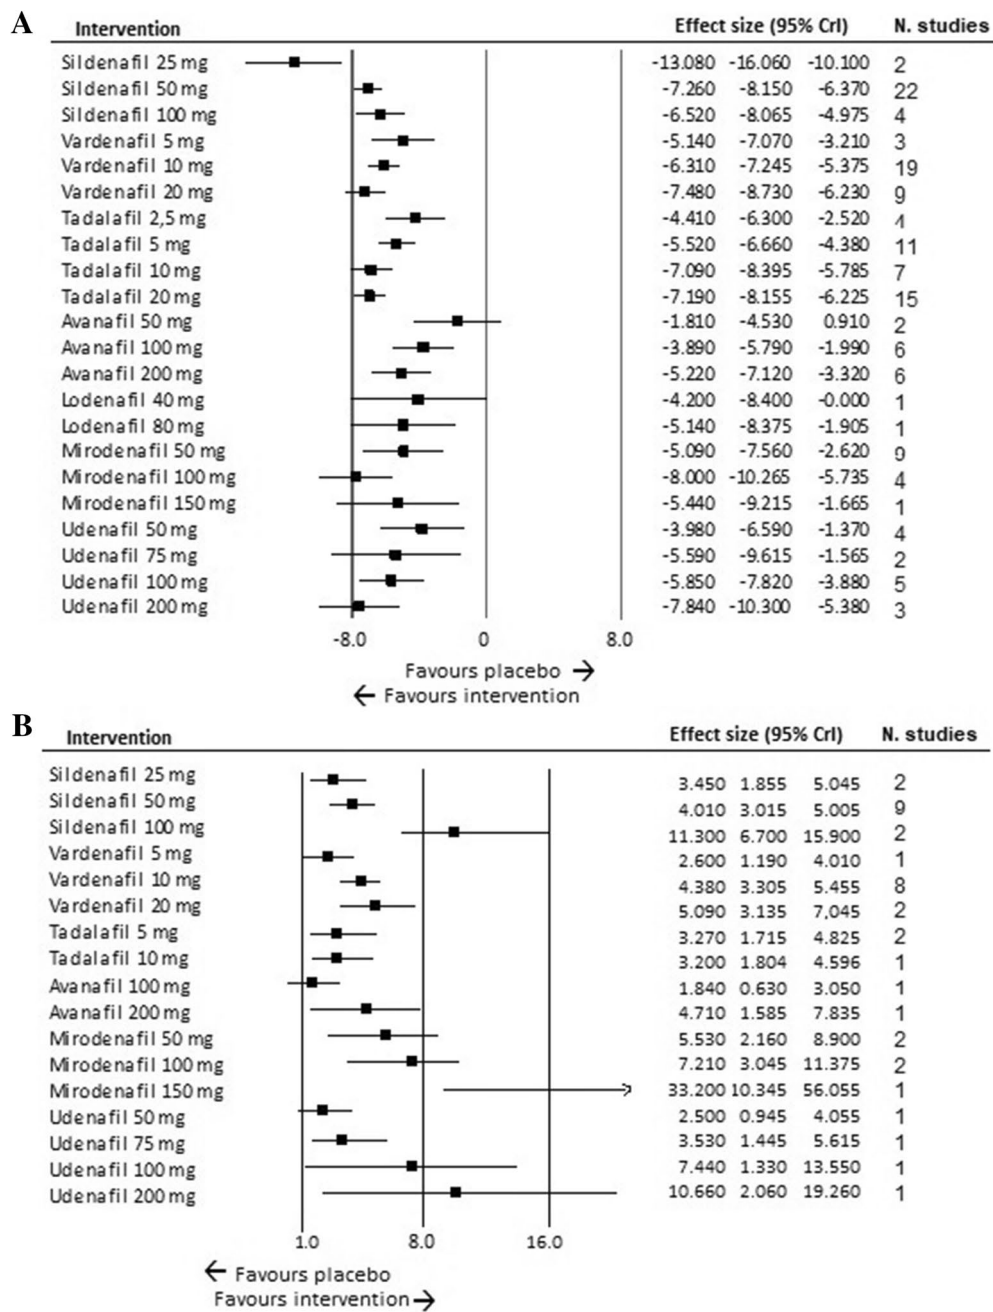 A
Intervention Effect size (95% CrI) N. studies
Sildenafil 25 mg -13.080 -16.060 -10.100 2
Sildenafil 50 mg -7.260 -8.150 -6.370 22
Sildenafil 100 mg -6.520 -8.065 -4.975 4
Vardenafil 5 mg -5.140 -7.070 -3.210 3
Vardenafil 10 mg -6.310 -7.245 -5.375 19
Vardenafil 20 mg -7.480 -8.730 -6.230 9
Tadalafil 2,5 mg -4.410 -6.300 -2.520 4
Tadalafil 5 mg -5.520 -6.660 -4.380 11
Tadalafil 10 mg -7.090 -8.395 -5.785 7
Tadalafil 20 mg -7.190 -8.155 -6.225 15
Avanafil 50 mg -1.810 -4.530 0.910 2
Avanafil 100 mg -3.890 -5.790 -1.990 6
Avanafil 200 mg -5.220 -7.120 -3.320 6
Lodenafil 40 mg -4.200 -8.400 -0.000 1
Lodenafil 80 mg -5.140 -8.375 -1.905 1
Mirodenafil 50 mg -5.090 -7.560 -2.620 9
Mirodenafil 100 mg -8.000 -10.265 -5.735 4
Mirodenafil 150 mg -5.440 -9.215 -1.665 1
Udenafil 50 mg -3.980 -6.590 -1.370 4
Udenafil 75 mg -5.590 -9.615 -1.565 2
Udenafil 100 mg -5.850 -7.820 -3.880 5
Udenafil 200 mg -7.840 -10.300 -5.380 3
-8.0 0 8.0
Favours placebo →
← Favours intervention
B
Intervention Effect size (95% CrI) N. studies
Sildenafil 25 mg 3.450 1.855 5.045 2
Sildenafil 50 mg 4.010 3.015 5.005 9
Sildenafil 100 mg 11.300 6.700 15.900 2
Vardenafil 5 mg 2.600 1.190 4.010 1
Vardenafil 10 mg 4.380 3.305 5.455 8
Vardenafil 20 mg 5.090 3.135 7,045 2
Tadalafil 5 mg 3.270 1.715 4.825 2
Tadalafil 10 mg 3.200 1.804 4.596 1
Avanafil 100 mg 1.840 0.630 3.050 1
Avanafil 200 mg 4.710 1.585 7.835 1
Mirodenafil 50 mg 5.530 2.160 8.900 2
Mirodenafil 100 mg 7.210 3.045 11.375 2
Mirodenafil 150 mg 33.200 10.345 56.055 1
Udenafil 50 mg 2.500 0.945 4.055 1
Udenafil 75 mg 3.530 1.445 5.615 1
Udenafil 100 mg 7.440 1.330 13.550 1
Udenafil 200 mg 10.660 2.060 19.260 1
1.0 8.0 16.0
← Favours placebo
Favours intervention →